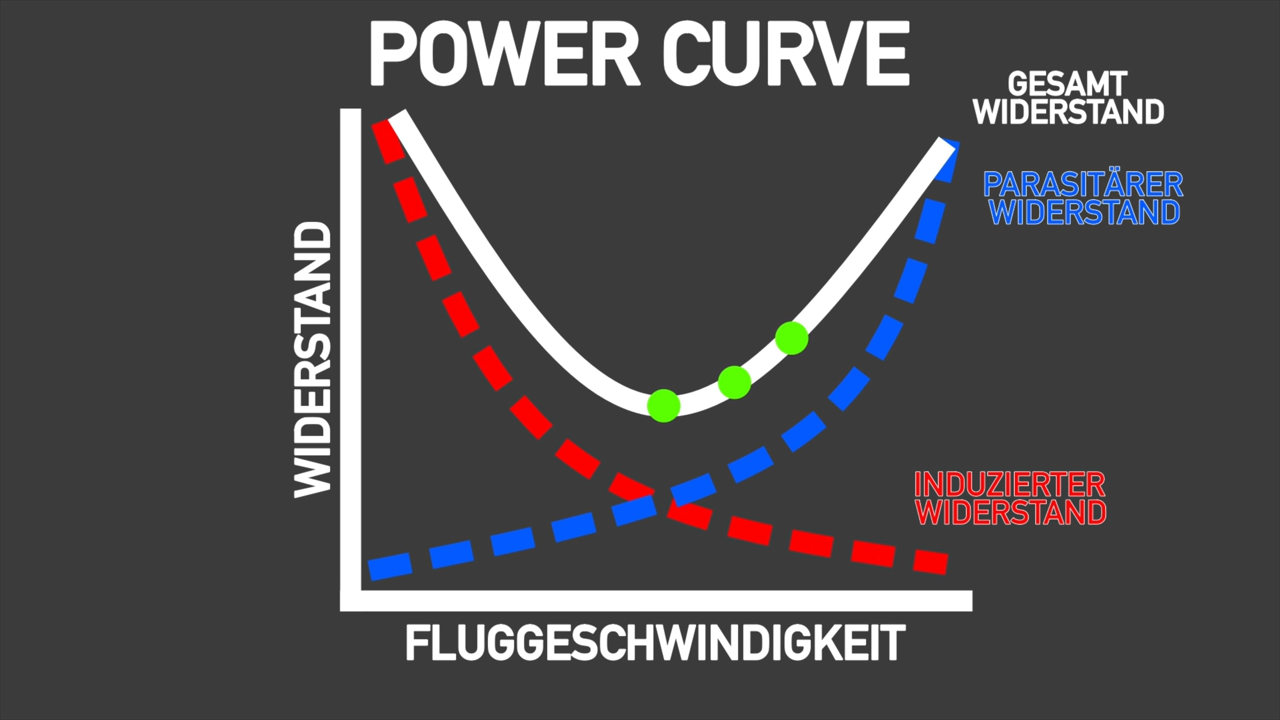 POWER CURVE
GESAMT
WIDERSTAND
PARASITÄRER
WIDERSTAND
WIDERSTAND
INDUZIERTER
WIDERSTAND
FLUGGESCHWINDIGKEIT